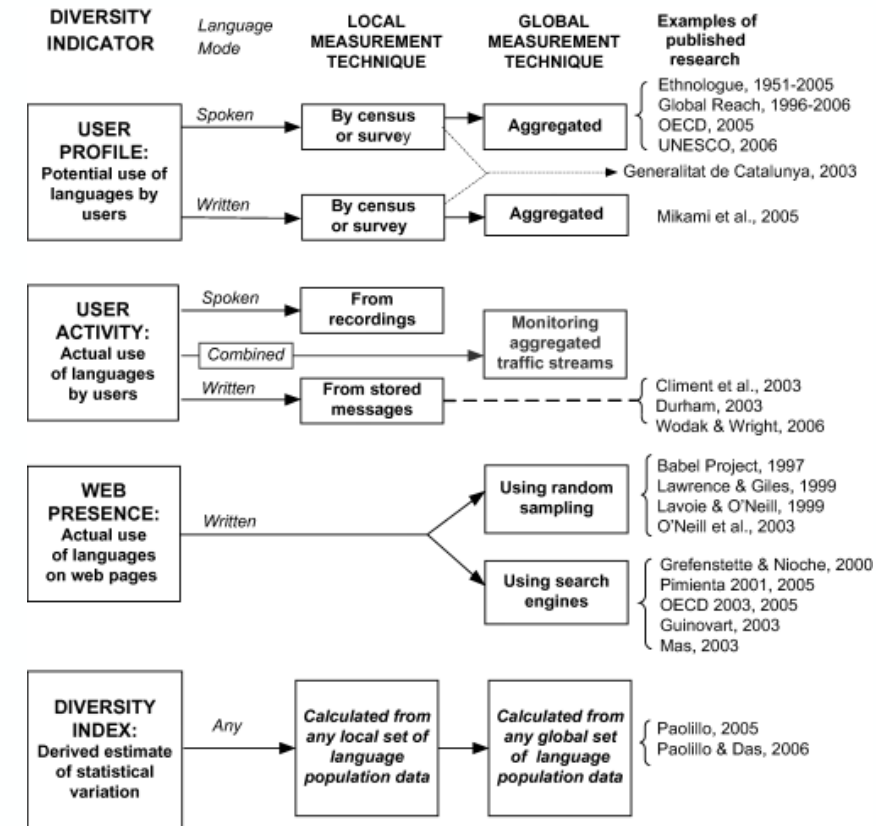 DIVERSITY
INDICATOR
Language
Mode
LOCAL
MEASUREMENT
TECHNIQUE
GLOBAL
MEASUREMENT
TECHNIQUE
Examples of
published
research
USER
PROFILE:
Potential use of
languages by
users
Spoken
By census
or survey
Aggregated
Ethnologue, 1951-2005
Global Reach, 1996-2006
OECD, 2005
UNESCO, 2006
Generalitat de Catalunya, 2003
Written
By census
or survey
Aggregated
Mikami et al., 2005
USER
ACTIVITY:
Actual use
of languages
by users
Spoken
From
recordings
Combined
Monitoring
aggregated
traffic streams
Written
From stored
messages
Climent et al., 2003
Durham, 2003
Wodak & Wright, 2006
WEB
PRESENCE:
Actual use
of languages
on web pages
Written
Using random
sampling
Babel Project, 1997
Lawrence & Giles, 1999
Lavoie & O'Neill, 1999
O'Neill et al., 2003
Using search
engines
Grefenstette & Nioche, 2000
Pimienta 2001, 2005
OECD 2003, 2005
Guinovart, 2003
Mas, 2003
DIVERSITY
INDEX:
Derived estimate
of statistical
variation
Any
Calculated from
any local set of
language
population data
Calculated from
any global set
of language
population data
Paolillo, 2005
Paolillo & Das, 2006